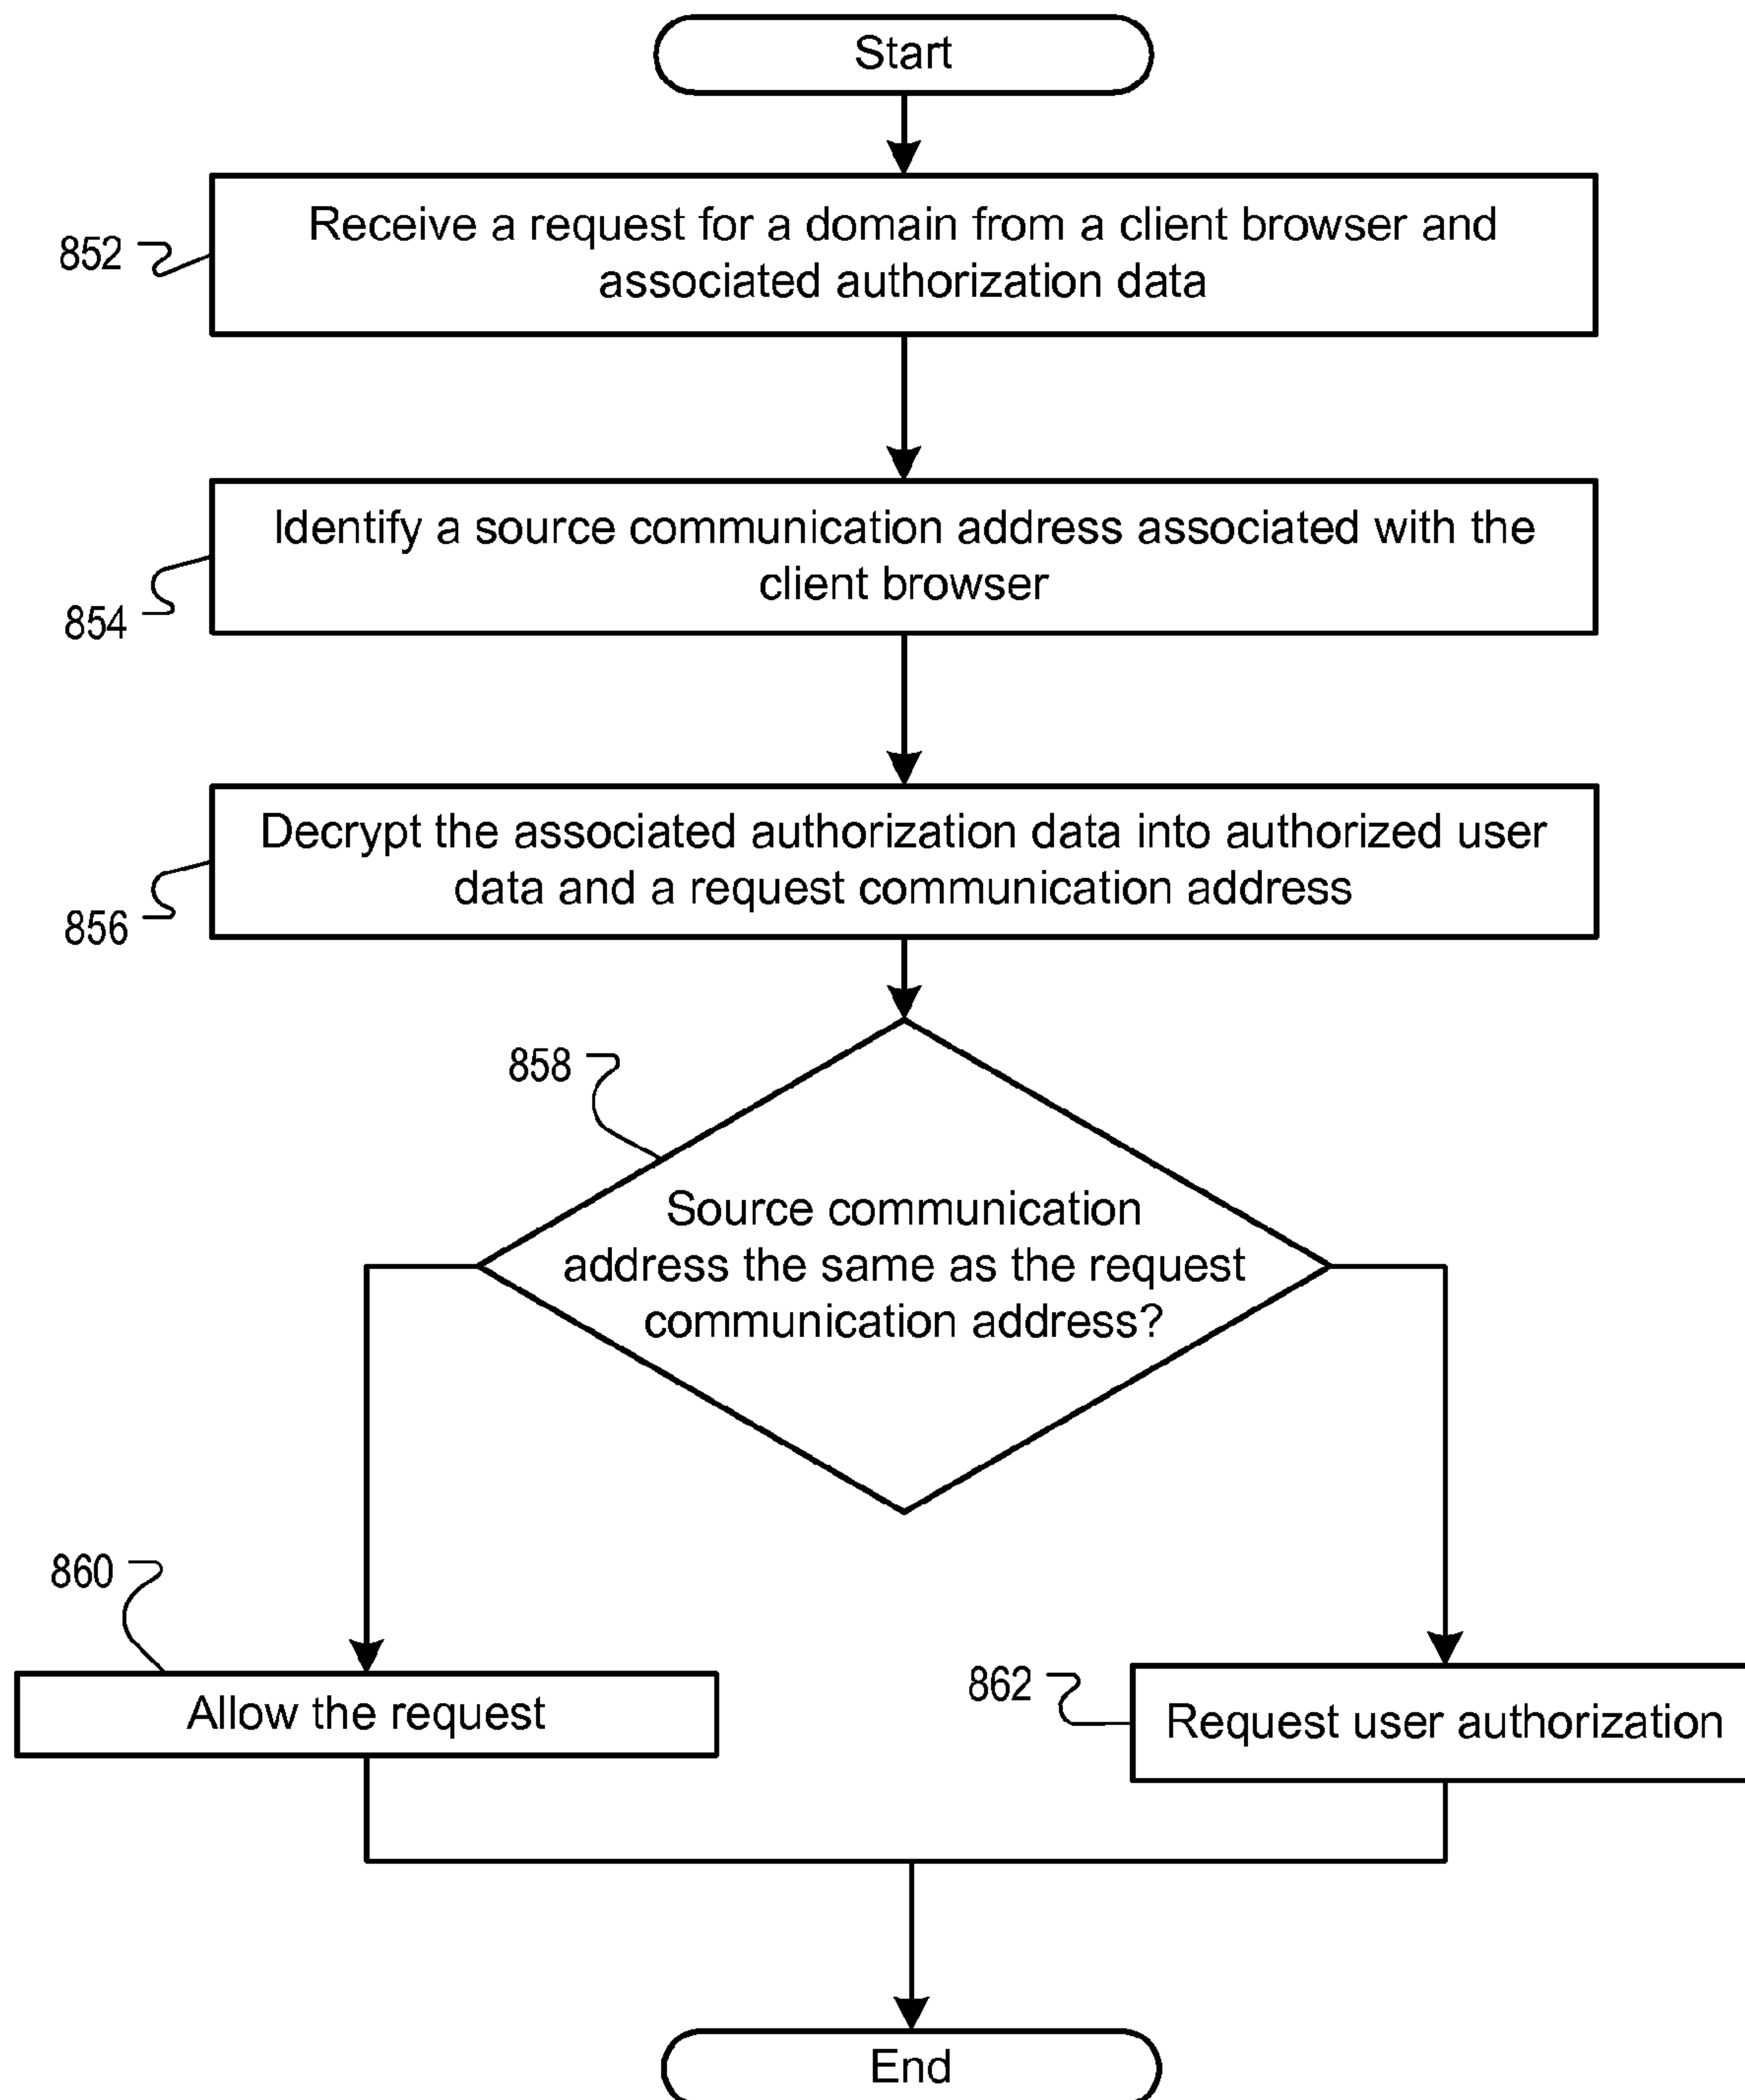 Start
852
Receive a request for a domain from a client browser and
associated authorization data
854
Identify a source communication address associated with the
client browser
856
Decrypt the associated authorization data into authorized user
data and a request communication address
858
Source communication
address the same as the request
communication address?
860
Allow the request
862
Request user authorization
End